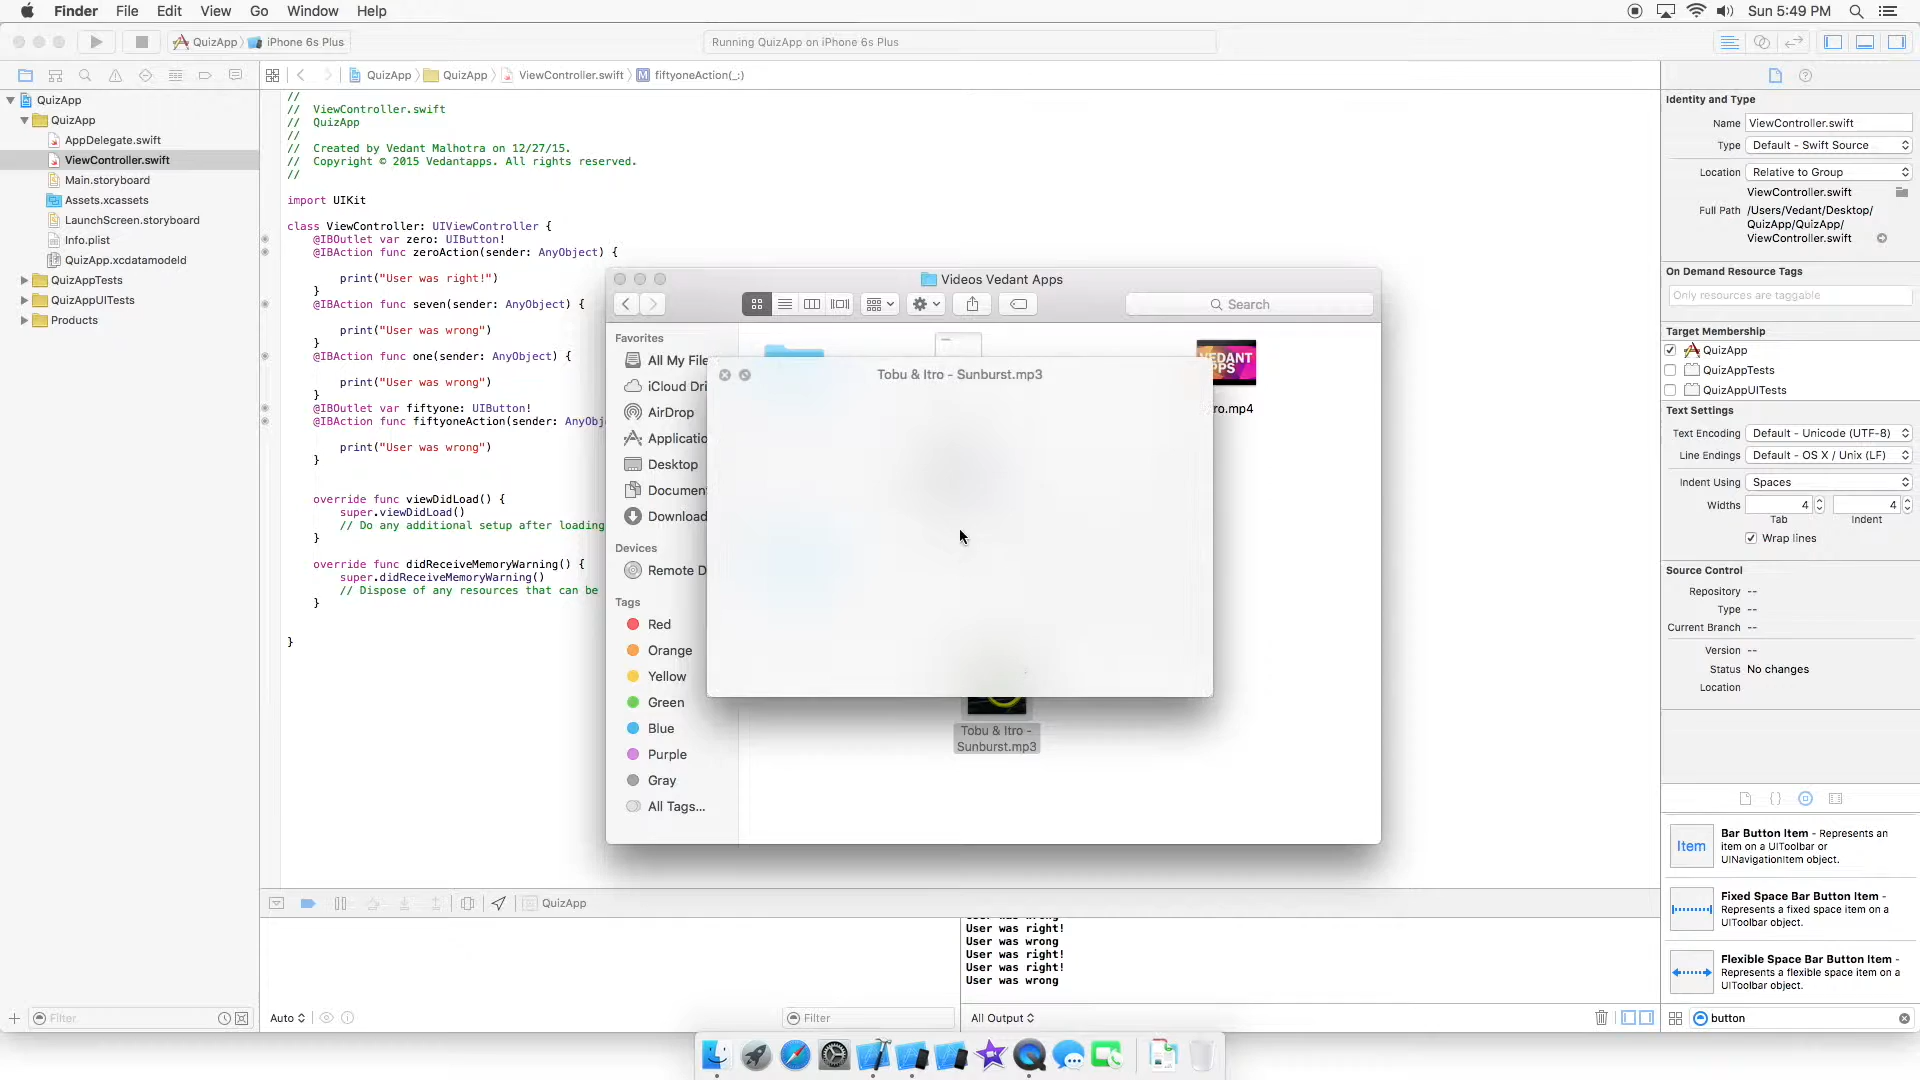 Finder File Edit View Go Window Help
Sun 5:49 PM
QuizApp iPhone 6s Plus
Running QuizApp on iPhone 6s Plus
QuizApp QuizApp ViewController.swift M fiftyoneAction(_:)
QuizApp
QuizApp
AppDelegate.swift
ViewController.swift
Main.storyboard
Assets.xcassets
LaunchScreen.storyboard
Info.plist
QuizApp.xcdatamodeld
QuizAppTests
QuizAppUITests
Products
Filter
//
// ViewController.swift
// QuizApp
//
// Created by Vedant Malhotra on 12/27/15.
// Copyright © 2015 Vedantapps. All rights reserved.
//
import UIKit
class ViewController: UIViewController {
@IBOutlet var zero: UIButton!
@IBAction func zeroAction(sender: AnyObject) {
print("User was right!")
}
@IBAction func seven(sender: AnyObject) {
print("User was wrong")
}
@IBAction func one(sender: AnyObject) {
print("User was wrong")
}
@IBOutlet var fiftyone: UIButton!
@IBAction func fiftyoneAction(sender: AnyObj
print("User was wrong")
}
override func viewDidLoad() {
super.viewDidLoad()
// Do any additional setup after loading
}
override func didReceiveMemoryWarning() {
super.didReceiveMemoryWarning()
// Dispose of any resources that can be
}
}
Videos Vedant Apps
Search
Favorites
All My File
iCloud Dri
AirDrop
Applicatio
Desktop
Documen
Download
Devices
Remote D
Tags
Red
Orange
Yellow
Green
Blue
Purple
Gray
All Tags...
VEDANT
APPS
ro.mp4
Tobu & Itro - Sunburst.mp3
Tobu & Itro -
Sunburst.mp3
QuizApp
User was wrong
User was right!
User was wrong
User was right!
User was right!
User was wrong
Auto
Filter
All Output
Identity and Type
Name ViewController.swift
Type Default - Swift Source
Location Relative to Group
ViewController.swift
Full Path /Users/Vedant/Desktop/
QuizApp/QuizApp/
ViewController.swift
On Demand Resource Tags
Only resources are taggable
Target Membership
QuizApp
QuizAppTests
QuizAppUITests
Text Settings
Text Encoding Default - Unicode (UTF-8)
Line Endings Default - OS X / Unix (LF)
Indent Using Spaces
Widths 4 4
Tab Indent
Wrap lines
Source Control
Repository --
Type --
Current Branch --
Version --
Status No changes
Location
{}
Item
Bar Button Item - Represents an
item on a UIToolbar or
UINavigationItem object.
Fixed Space Bar Button Item -
Represents a fixed space item on a
UIToolbar object.
Flexible Space Bar Button Item -
Represents a flexible space item on a
UIToolbar object.
button